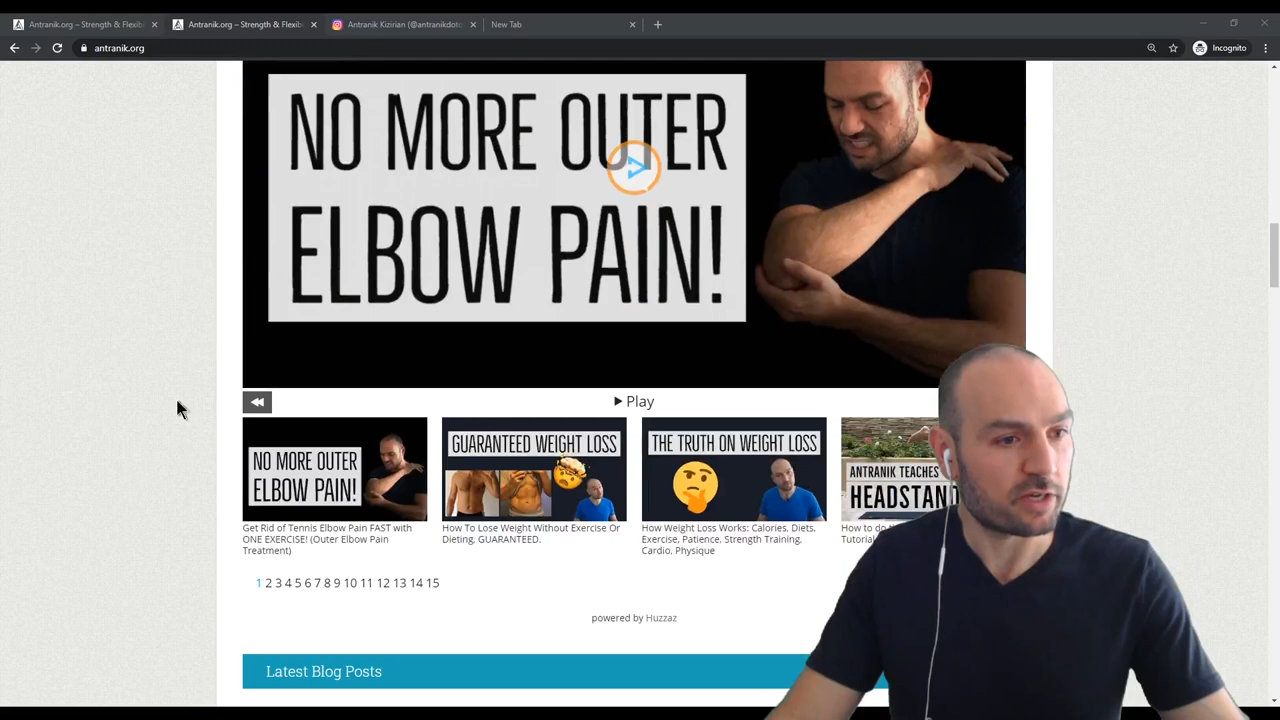 Antranik.org – Strength & Flexib
Antranik.org – Strength & Flexib
Antranik Kizirian (@antranikdoto
New Tab
antranik.org
Incognito
NO MORE OUTER
ELBOW PAIN!
Play
NO MORE OUTER
ELBOW PAIN!
GUARANTEED WEIGHT LOSS
THE TRUTH ON WEIGHT LOSS
ANTRANIK TEACHES
HEADSTAN
Get Rid of Tennis Elbow Pain FAST with
ONE EXERCISE! (Outer Elbow Pain
Treatment)
How To Lose Weight Without Exercise Or
Dieting, GUARANTEED.
How Weight Loss Works: Calories, Diets,
Exercise, Patience, Strength Training,
Cardio, Physique
How to do
Tutorial
1 2 3 4 5 6 7 8 9 10 11 12 13 14 15
powered by Huzzaz
Latest Blog Posts